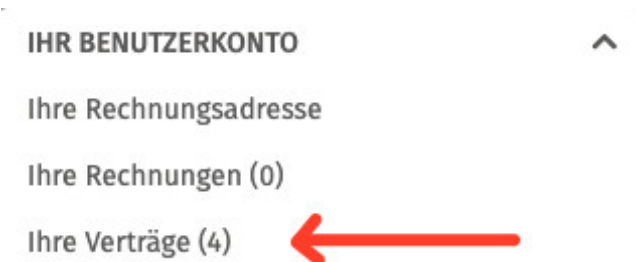 IHR BENUTZERKONTO
Ihre Rechnungsadresse
Ihre Rechnungen (0)
Ihre Verträge (4)